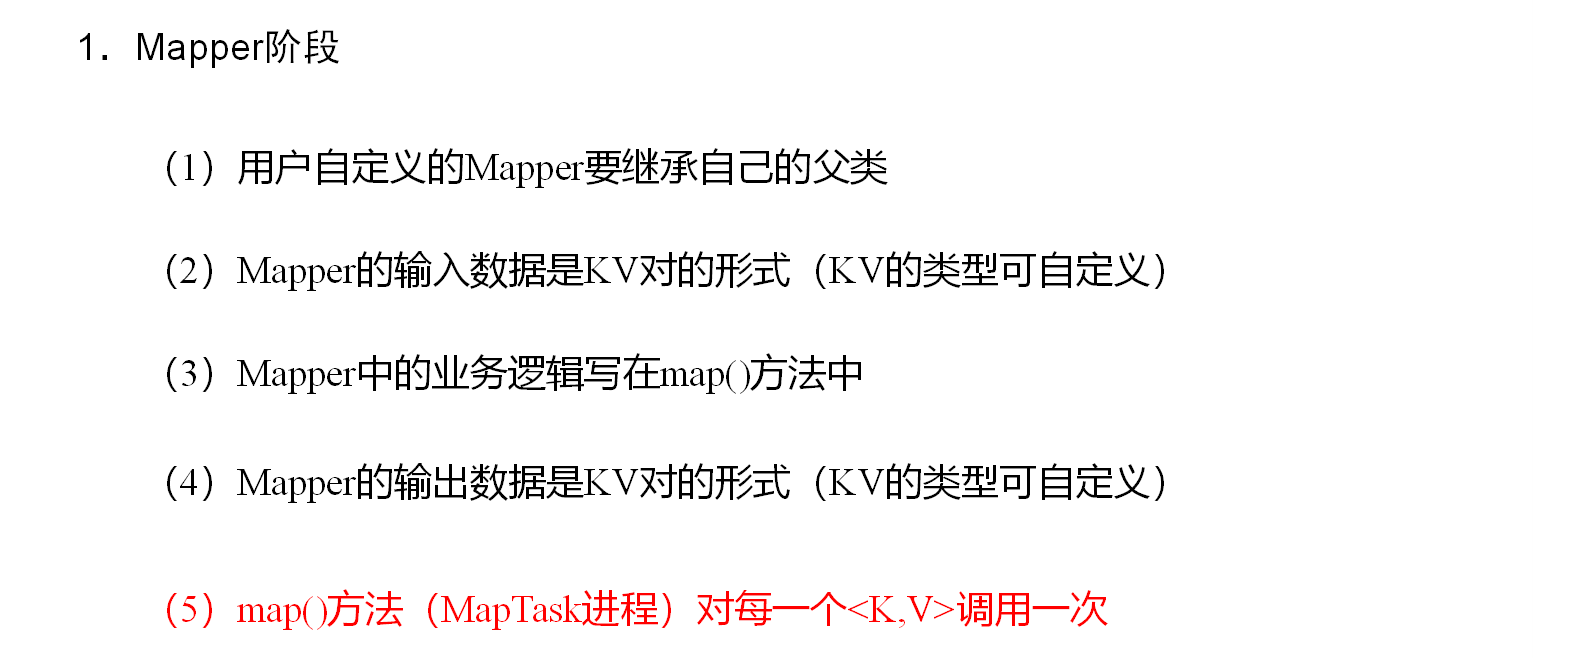 1．Mapper阶段
（1）用户自定义的Mapper要继承自己的父类
（2）Mapper的输入数据是KV对的形式（KV的类型可自定义）
（3）Mapper中的业务逻辑写在map()方法中
（4）Mapper的输出数据是KV对的形式（KV的类型可自定义）
（5）map()方法（MapTask进程）对每一个<K,V>调用一次